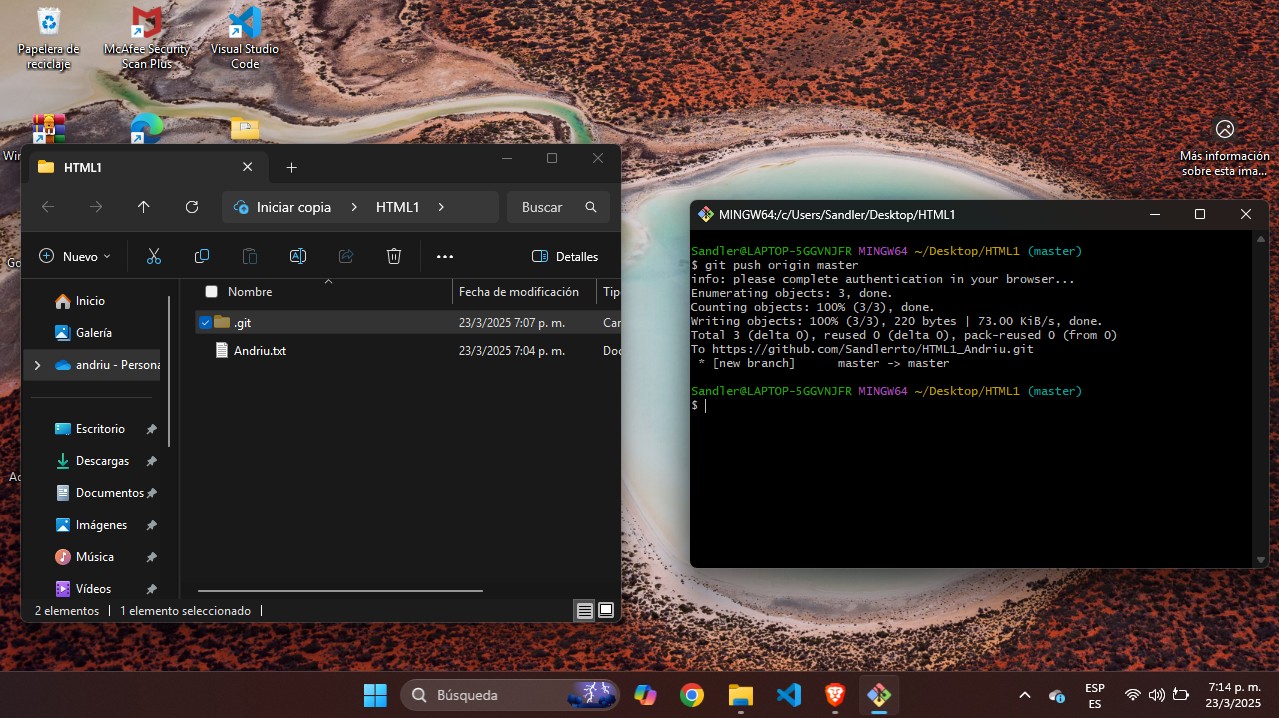 Papelera de
reciclaje
McAfee Security
Scan Plus
Visual Studio
Code
Más información
sobre esta ima...
HTML1
Iniciar copia
HTML1
Buscar
Nuevo
Detalles
Nombre
Fecha de modificación
Tip
Inicio
Galería
andriu - Persona
.git
23/3/2025 7:07 p. m.
Car
Andriu.txt
23/3/2025 7:04 p. m.
Doc
Escritorio
Descargas
Documentos
Imágenes
Música
Vídeos
2 elementos
1 elemento seleccionado
MINGW64:/c/Users/Sandler/Desktop/HTML1
Sandler@LAPTOP-5GGVNJFR MINGW64 ~/Desktop/HTML1 (master)
$ git push origin master
info: please complete authentication in your browser...
Enumerating objects: 3, done.
Counting objects: 100% (3/3), done.
Writing objects: 100% (3/3), 220 bytes | 73.00 KiB/s, done.
Total 3 (delta 0), reused 0 (delta 0), pack-reused 0 (from 0)
To https://github.com/Sandlerrto/HTML1_Andriu.git
* [new branch]      master -> master
Sandler@LAPTOP-5GGVNJFR MINGW64 ~/Desktop/HTML1 (master)
$
Búsqueda
ESP
ES
7:14 p. m.
23/3/2025